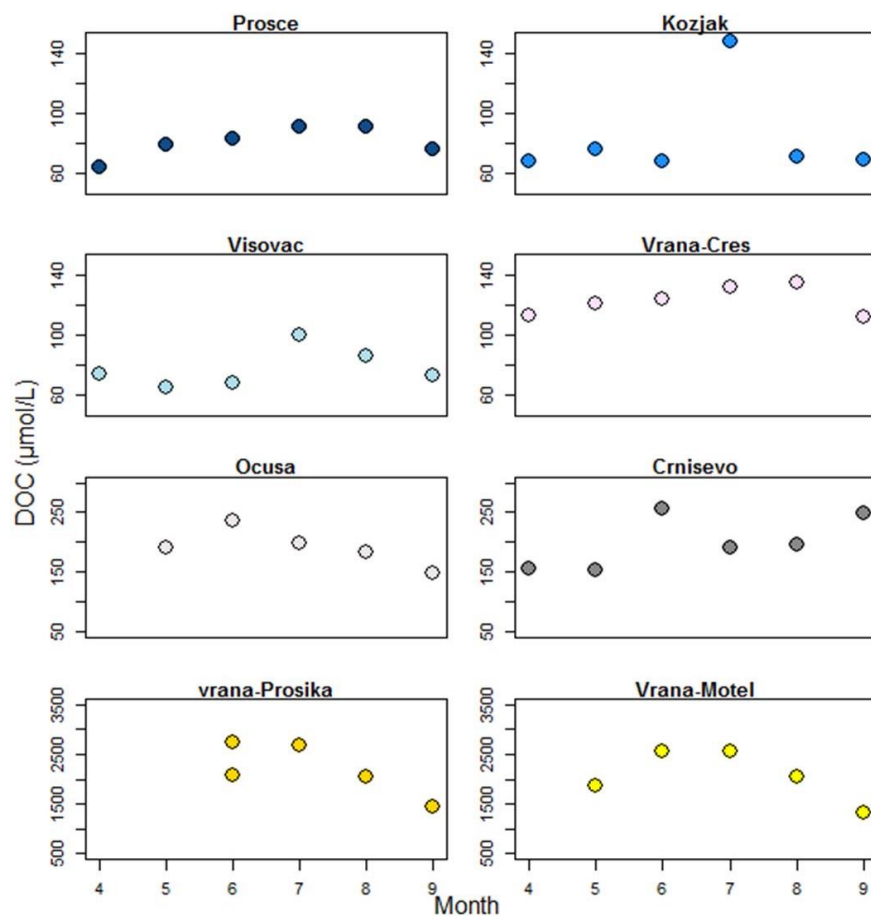 Prosce
Kozjak
140
100
60
140
100
60
Visovac
Vrana-Cres
140
100
60
140
100
60
DOC (µmol/L)
Ocusa
Crnisevo
250
150
50
250
150
50
vrana-Prosika
Vrana-Motel
3500
2500
1500
500
3500
2500
1500
500
4 5 6 7 8 9
4 5 6 7 8 9
Month